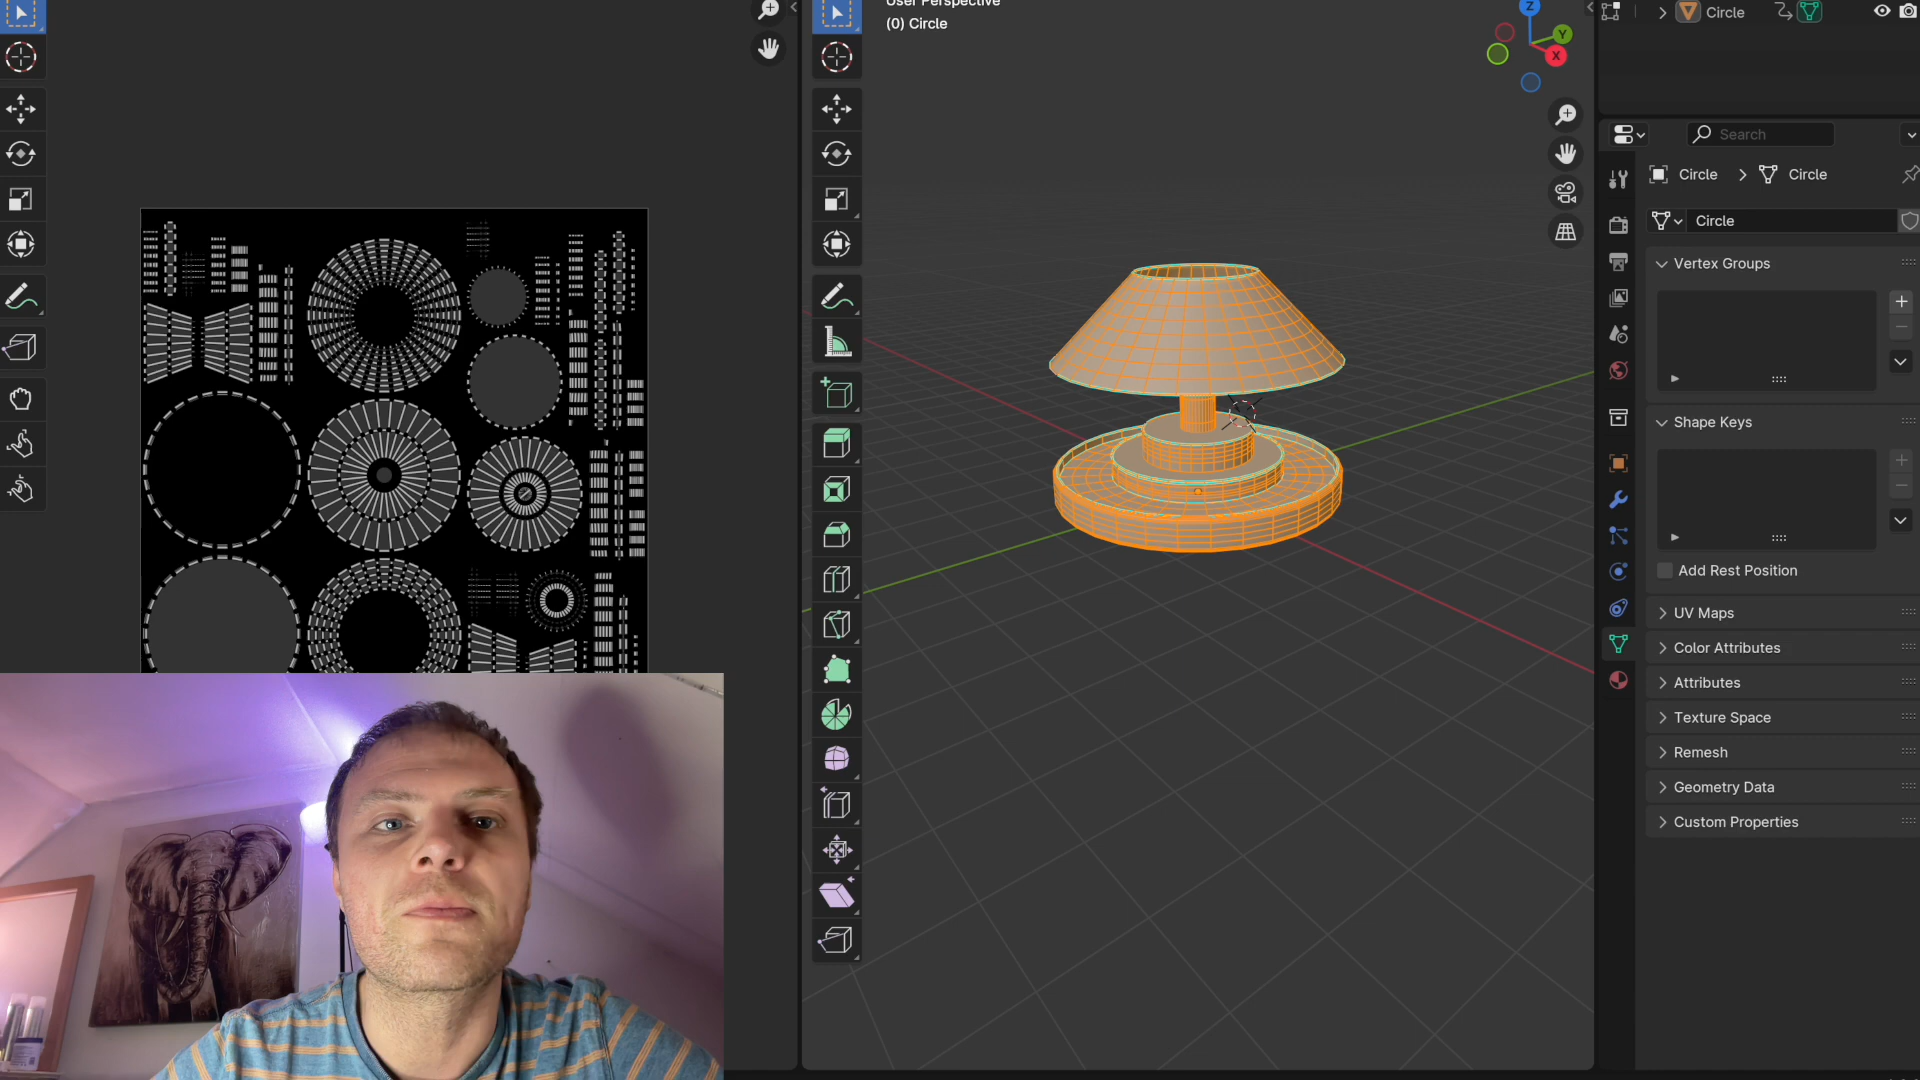 User Perspective
(0) Circle
Z
Y
X
Circle
Search
Circle
Circle
Circle
Vertex Groups
Shape Keys
Add Rest Position
UV Maps
Color Attributes
Attributes
Texture Space
Remesh
Geometry Data
Custom Properties